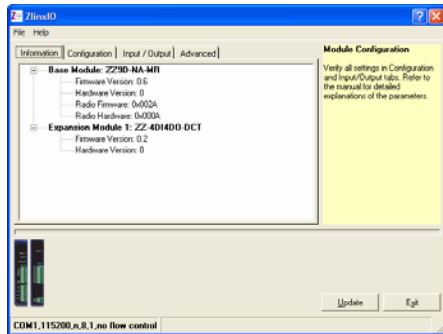 ZlinxIO
File Help
Information Configuration Input / Output Advanced
Base Module: ZZ9D-NA-MR
Firmware Version: 0.6
Hardware Version: 0
Radio Firmware: 0x002A
Radio Hardware: 0x000A
Expansion Module 1: ZZ-4DI4DO-DCT
Firmware Version: 0.2
Hardware Version: 0
Module Configuration
Verify all settings in Configuration
and Input/Output tabs. Refer to
the manual for detailed
explanations of the parameters.
Update Exit
COM1,115200,n,8,1,no flow control